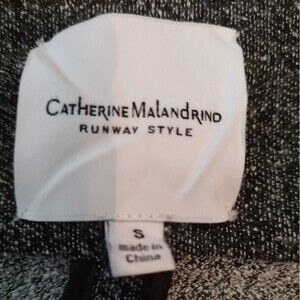 CATHERINE MALANDRINO
RUNWAY STYLE
S
made in
China